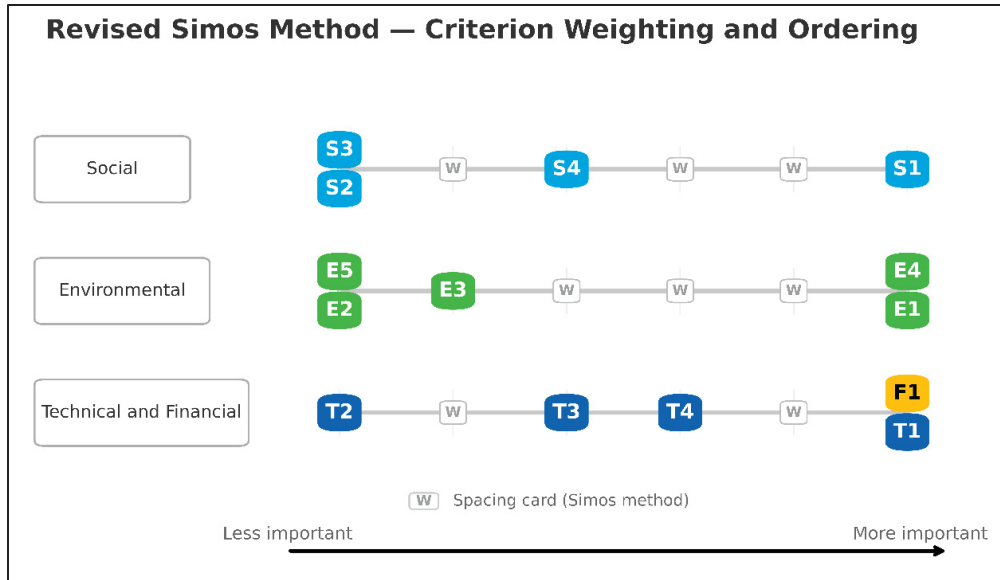 Revised Simos Method — Criterion Weighting and Ordering
S3
Social W S4 W W S1
S2
E5 E4
Environmental E3 W W W
E2 E1
F1
Technical and Financial T2 W T3 T4 W
T1
W Spacing card (Simos method)
Less important More important